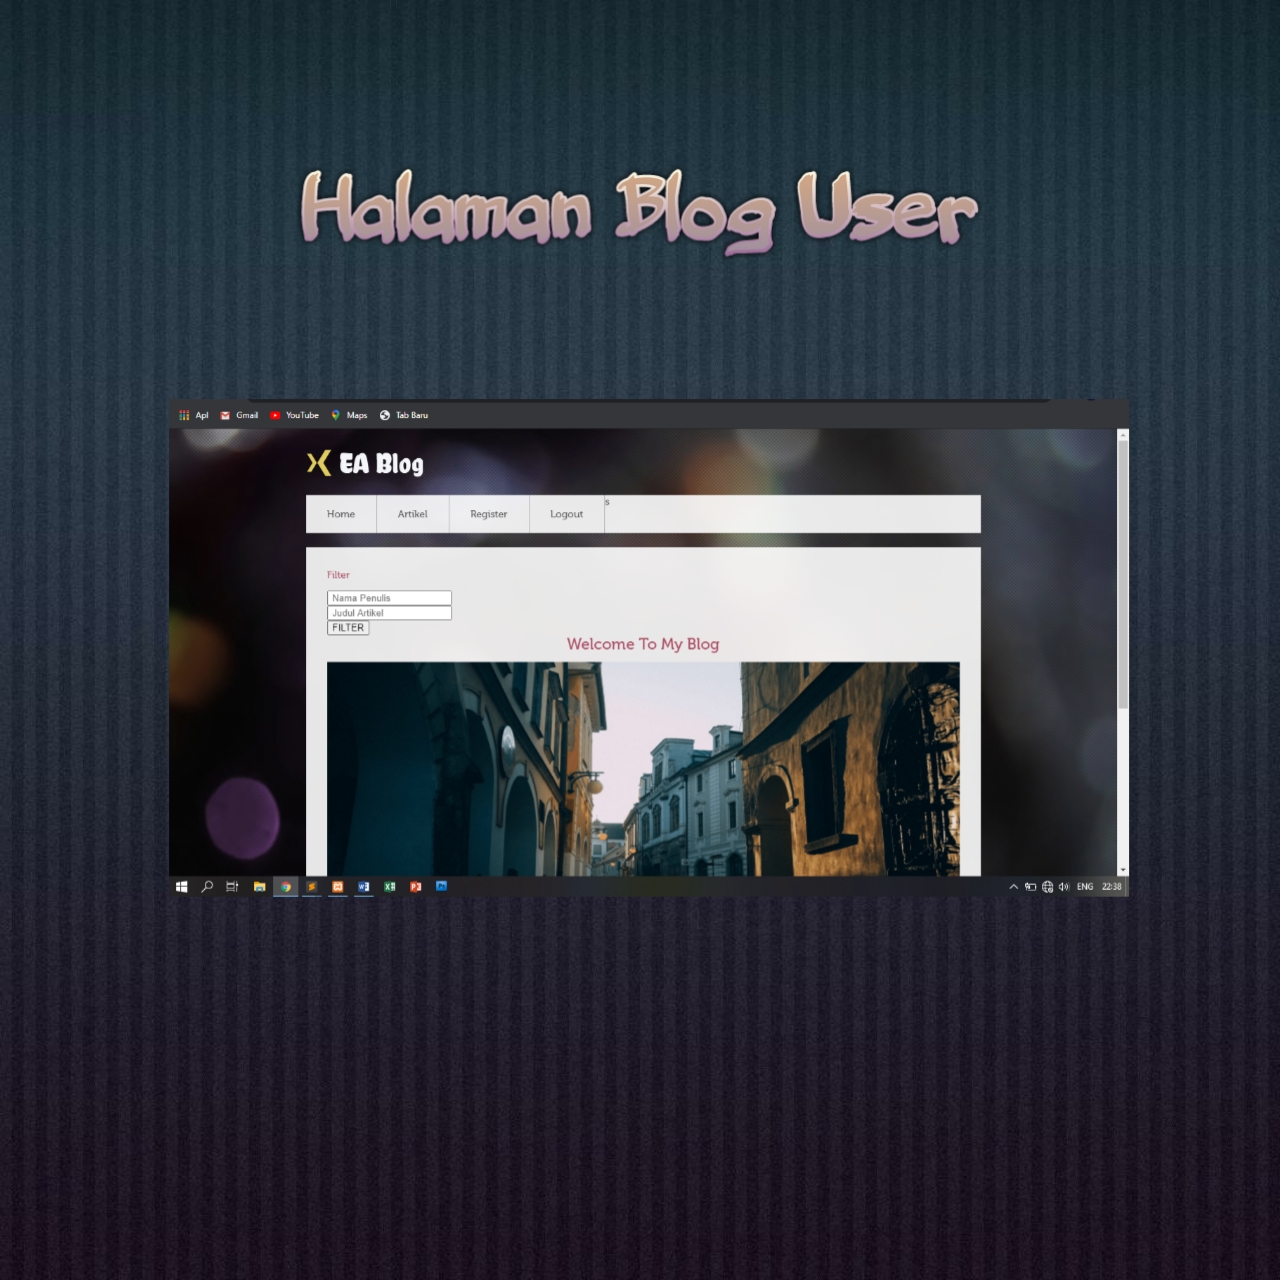 Halaman Blog User
Apl Gmail YouTube Maps Tab Baru
EA Blog
Home Artikel Register Logout s
Filter
Nama Penulis
Judul Artikel
FILTER
Welcome To My Blog
ENG 22:38